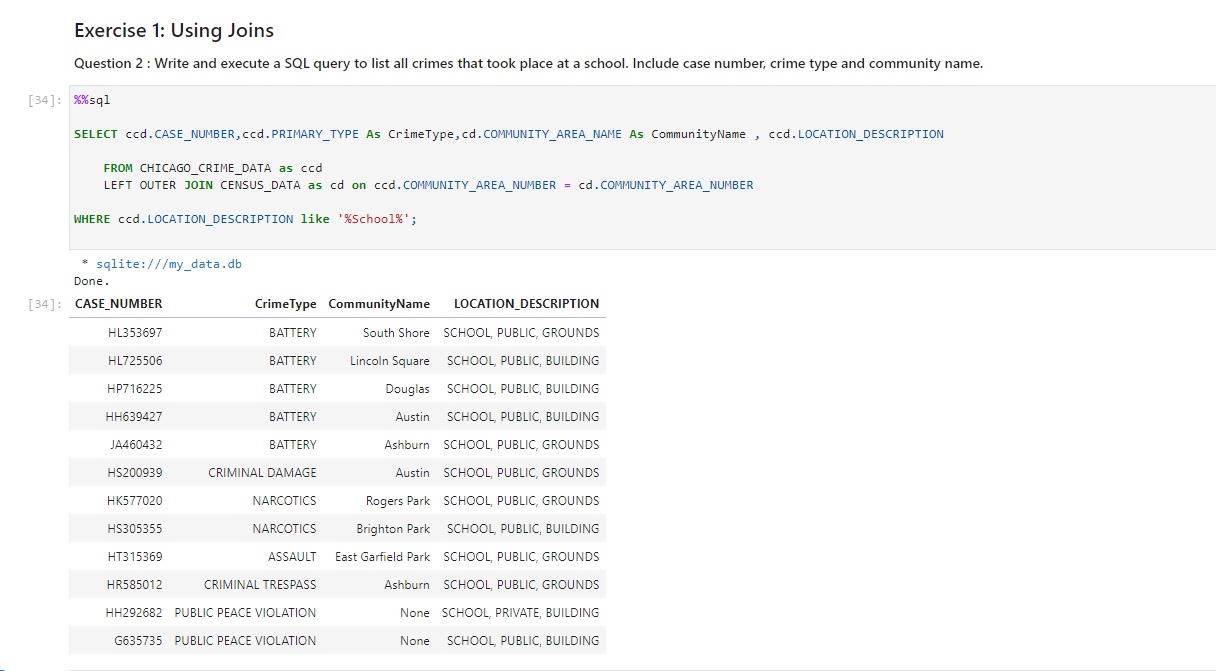 Exercise 1: Using Joins
Question 2 : Write and execute a SQL query to list all crimes that took place at a school. Include case number, crime type and community name.
[34]: %%sql
SELECT ccd.CASE_NUMBER,ccd.PRIMARY_TYPE As CrimeType,cd.COMMUNITY_AREA_NAME As CommunityName , ccd.LOCATION_DESCRIPTION
FROM CHICAGO_CRIME_DATA as ccd
LEFT OUTER JOIN CENSUS_DATA as cd on ccd.COMMUNITY_AREA_NUMBER = cd.COMMUNITY_AREA_NUMBER
WHERE ccd.LOCATION_DESCRIPTION like '%School%';
* sqlite:///my_data.db
Done.
[34]: CASE_NUMBER CrimeType CommunityName LOCATION_DESCRIPTION
HL353697 BATTERY South Shore SCHOOL, PUBLIC, GROUNDS
HL725506 BATTERY Lincoln Square SCHOOL, PUBLIC, BUILDING
HP716225 BATTERY Douglas SCHOOL, PUBLIC, BUILDING
HH639427 BATTERY Austin SCHOOL, PUBLIC, BUILDING
JA460432 BATTERY Ashburn SCHOOL, PUBLIC, GROUNDS
HS200939 CRIMINAL DAMAGE Austin SCHOOL, PUBLIC, GROUNDS
HK577020 NARCOTICS Rogers Park SCHOOL, PUBLIC, GROUNDS
HS305355 NARCOTICS Brighton Park SCHOOL, PUBLIC, BUILDING
HT315369 ASSAULT East Garfield Park SCHOOL, PUBLIC, GROUNDS
HR585012 CRIMINAL TRESPASS Ashburn SCHOOL, PUBLIC, GROUNDS
HH292682 PUBLIC PEACE VIOLATION None SCHOOL, PRIVATE, BUILDING
G635735 PUBLIC PEACE VIOLATION None SCHOOL, PUBLIC, BUILDING